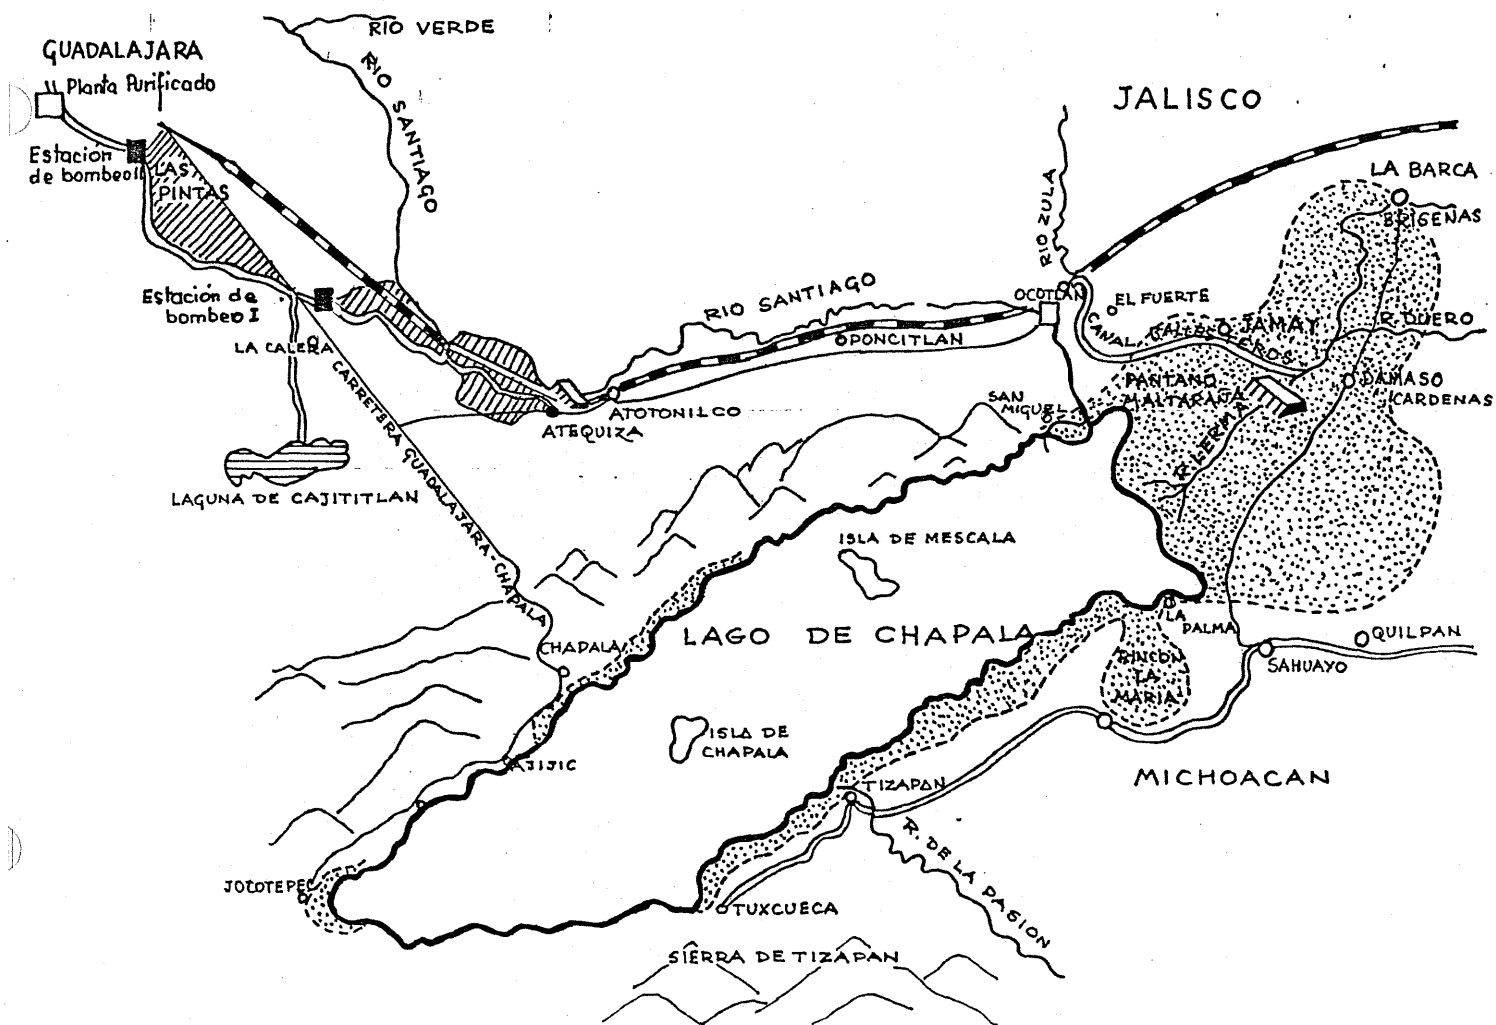 RIO VERDE
GUADALAJARA
Planta Purificado
RIO SANTIAGO
JALISCO
Estación
de bombeo II
LAS
PINTAS
LA BARCA
BRISENAS
RIO ZULA
Estación de
bombeo I
RIO SANTIAGO
OCOTLAN
EL FUERTE
CANAL
JAMAY
R. DUERO
LA CALERA
PONCITLAN
CARRETERA GUADALAJARA-CHAPALA
PANTANO
MALTARAÑA
DAMASO
CARDENAS
SAN
MIGUEL
ATOTONILCO
ATEQUIZA
R. LERMA
LAGUNA DE CAJITITLAN
ISLA DE MESCALA
LAGO DE CHAPALA
CHAPALA
LA
PALMA
QUILPAN
SAHUAYO
RINCON
LA
MARIA
ISLA DE
CHAPALA
AJIJIC
TIZAPAN
MICHOACAN
R. DE LA PASION
JOCOTEPEC
TUXCUECA
SIERRA DE TIZAPAN